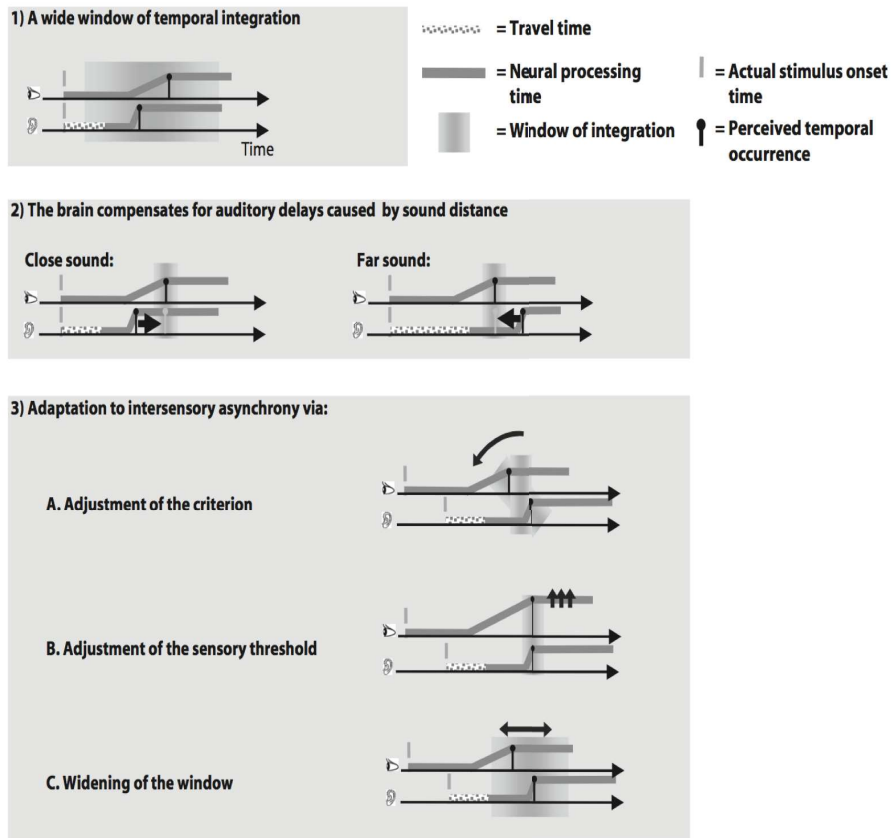 1) A wide window of temporal integration
Time
= Travel time
= Neural processing
time
= Actual stimulus onset
time
= Window of integration
= Perceived temporal
occurrence
2) The brain compensates for auditory delays caused by sound distance
Close sound:
Far sound:
3) Adaptation to intersensory asynchrony via:
A. Adjustment of the criterion
B. Adjustment of the sensory threshold
C. Widening of the window